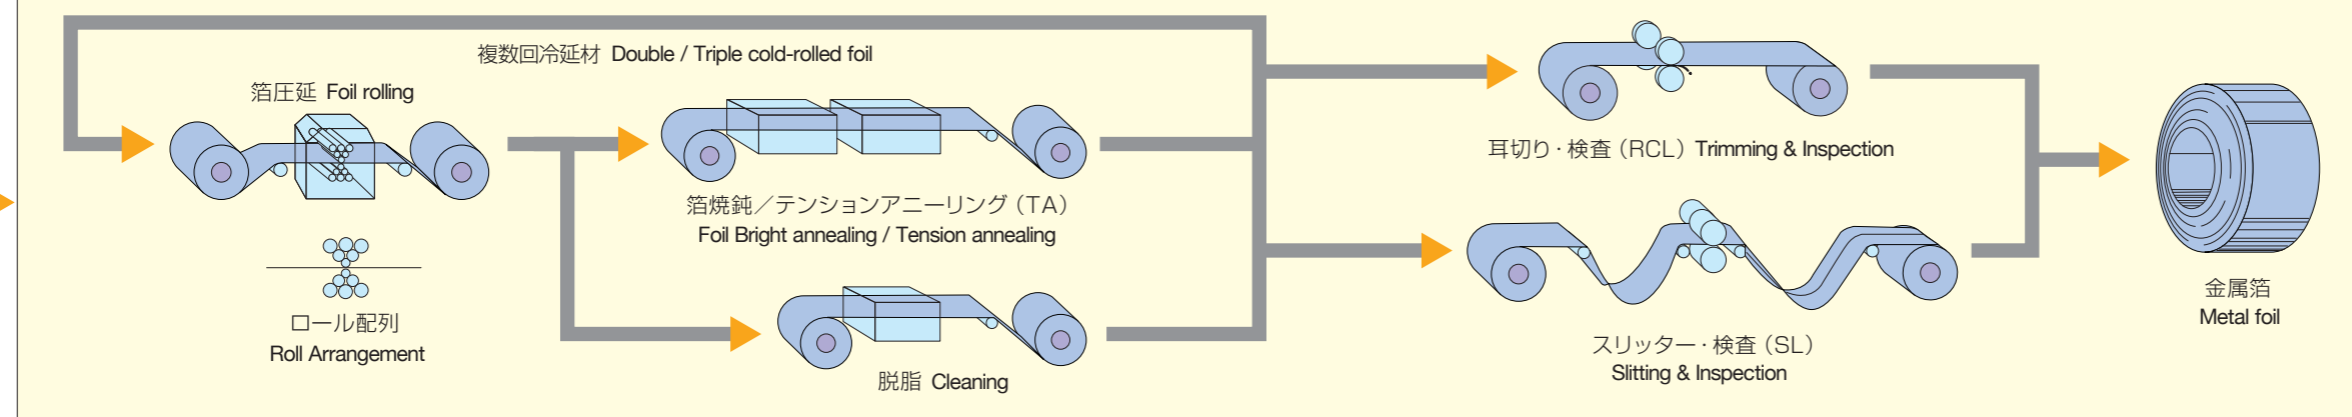 複数回冷延材 Double / Triple cold-rolled foil
箔圧延 Foil rolling
ロール配列
Roll Arrangement
箔焼鈍／テンションアニーリング（TA）
Foil Bright annealing / Tension annealing
脱脂 Cleaning
耳切り・検査（RCL）Trimming & Inspection
スリッター・検査（SL）
Slitting & Inspection
金属箔
Metal foil